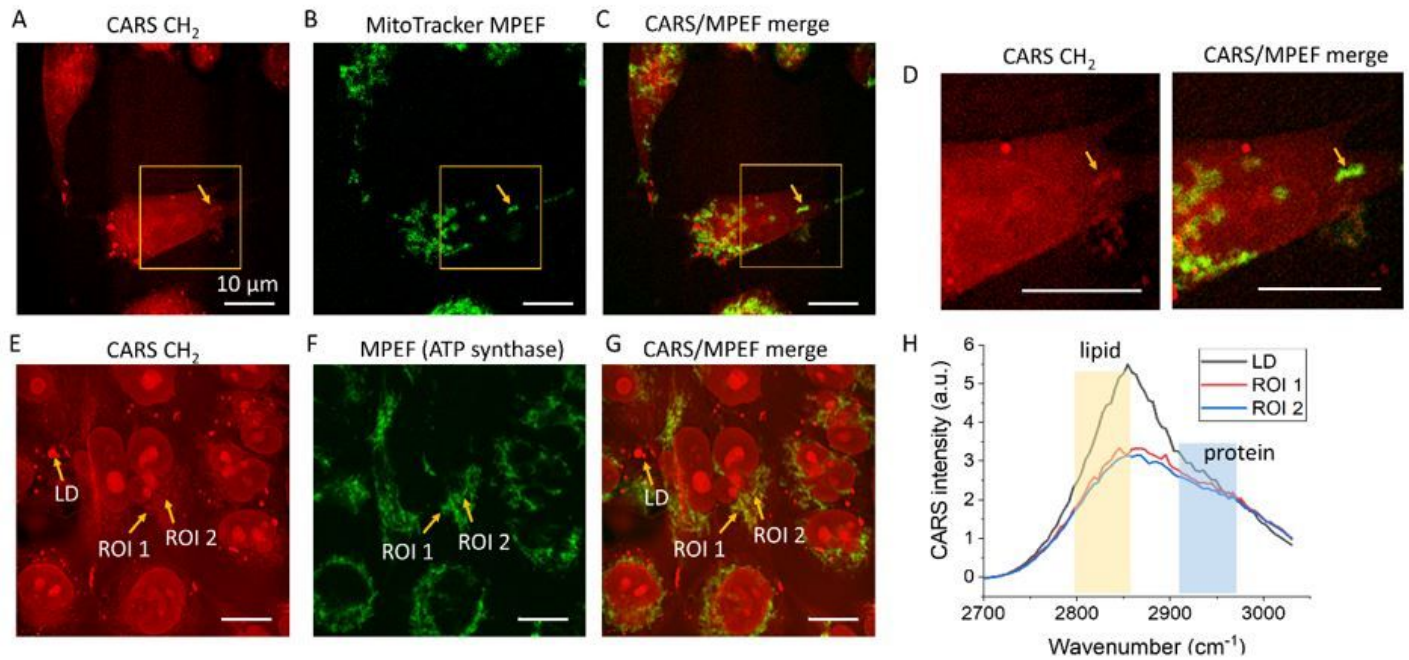 A
CARS CH₂
B
MitoTracker MPEF
C
CARS/MPEF merge
D
CARS CH₂
CARS/MPEF merge
10 µm
E
CARS CH₂
F
MPEF (ATP synthase)
G
CARS/MPEF merge
H
LD
ROI 1
ROI 2
ROI 1
ROI 2
LD
ROI 1
ROI 2
CARS intensity (a.u.)
6
5
4
3
2
1
0
lipid
protein
LD
ROI 1
ROI 2
2700
2800
2900
3000
Wavenumber (cm⁻¹)